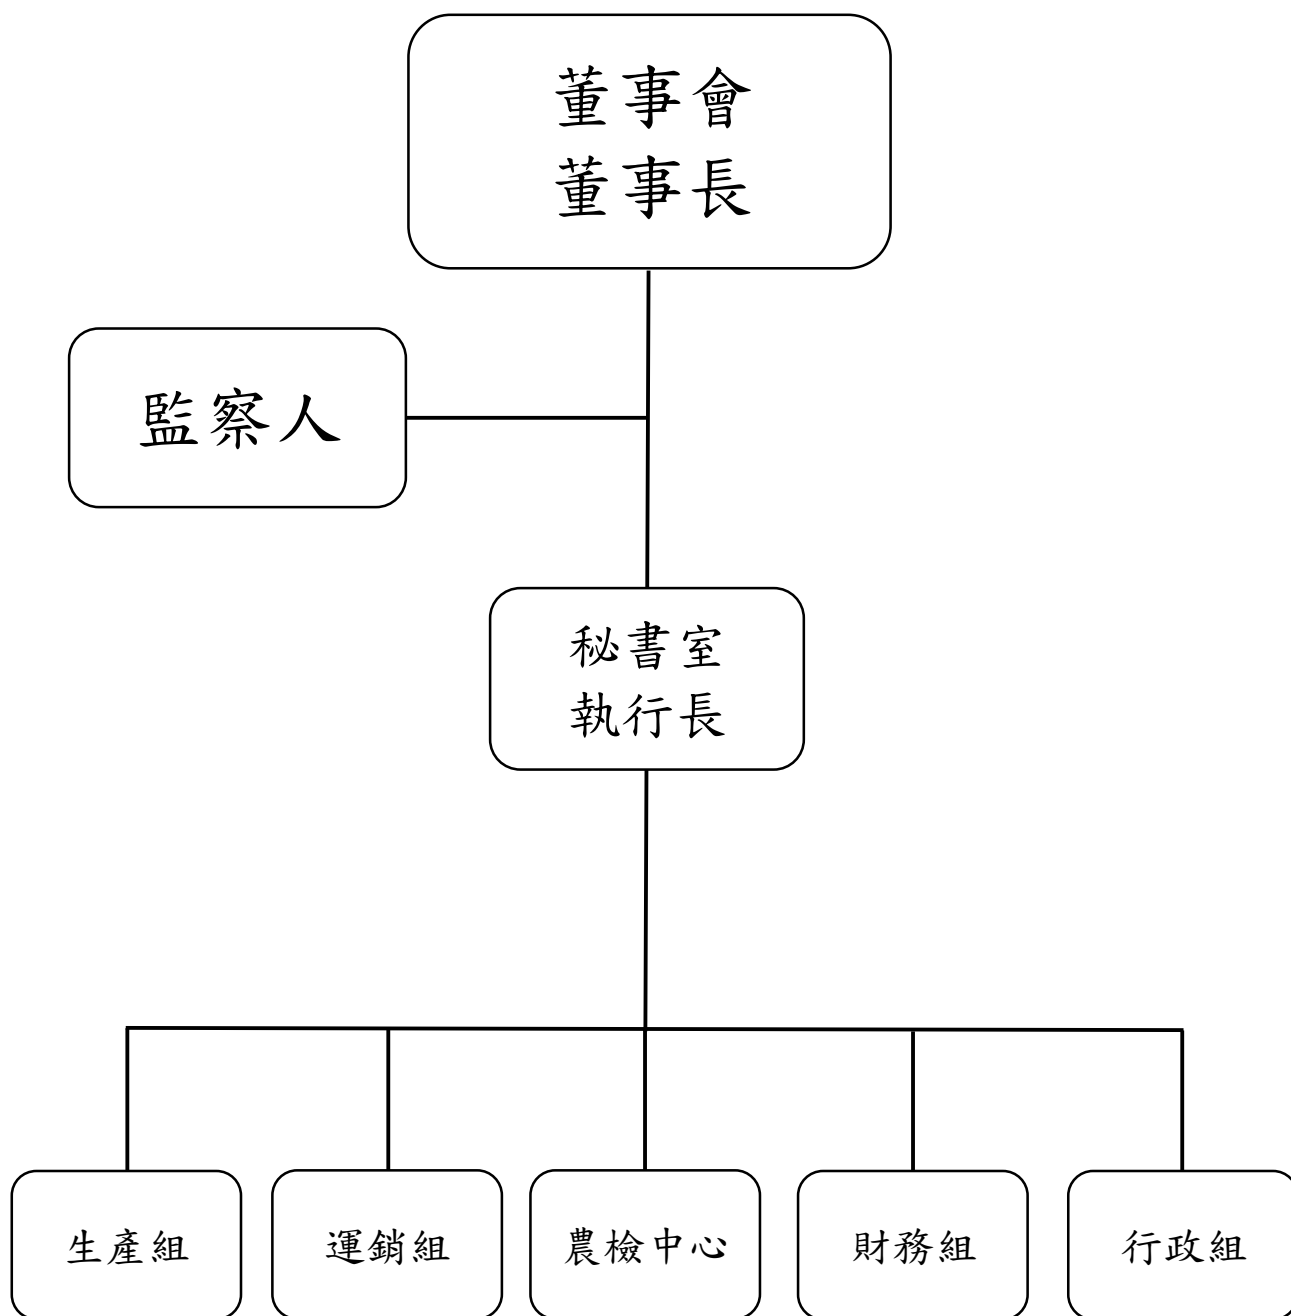 董事會
董事長
監察人
秘書室
執行長
生產組
運銷組
農檢中心
財務組
行政組